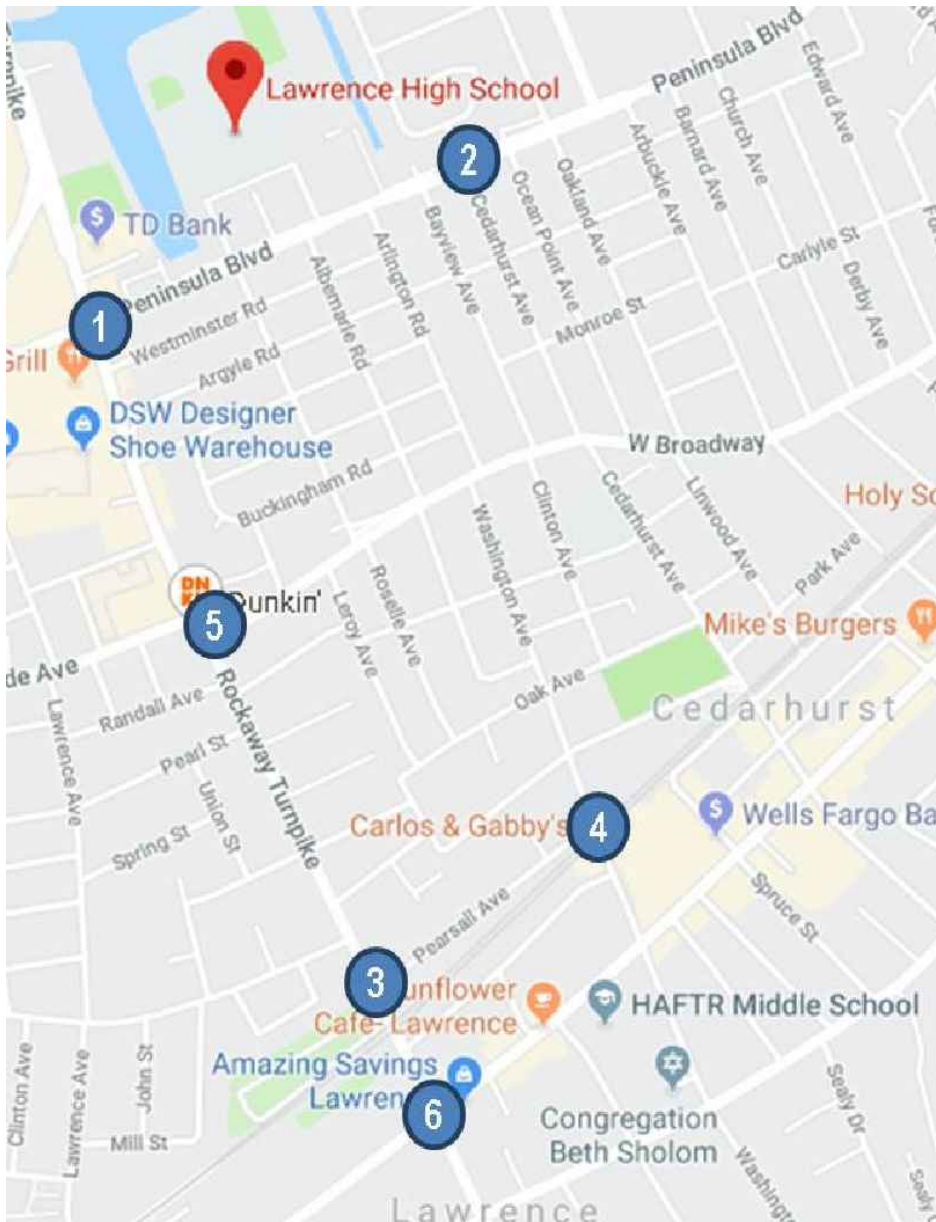 Peninsula Blvd
Edward Ave
Lawrence High School
Church Ave
Barnard Ave
Arbuckle Ave
2
Oakland Ave
Ocean Point Ave
Cedarhurst Ave
Bayview Ave
TD Bank
Arlington Rd
Albemarle Rd
Carlyle St
Derby Ave
Peninsula Blvd
1
Westminster Rd
Monroe St
Grill
Argyle Rd
DSW Designer
Shoe Warehouse
W Broadway
Buckingham Rd
Holy
Washington Ave
Clinton Ave
Cedarhurst Ave
Linwood Ave
Park Ave
DN
Dunkin'
5
Leroy Ave
Roselle Ave
Mike's Burgers
de Ave
Lawrence Ave
Randall Ave
Rockaway Turnpike
Oak Ave
Cedarhurst
Pearl St
Union St
Spring St
Carlos & Gabby's
4
Wells Fargo Ba
Pearsall Ave
Spruce St
3
unflower
Cafe- Lawrence
HAFTR Middle School
Amazing Savings
Lawren
6
Congregation
Beth Sholom
Clinton Ave
Lawrence Ave
John St
Mill St
Sealy Dr
Washingt
Sealy
Lawrence